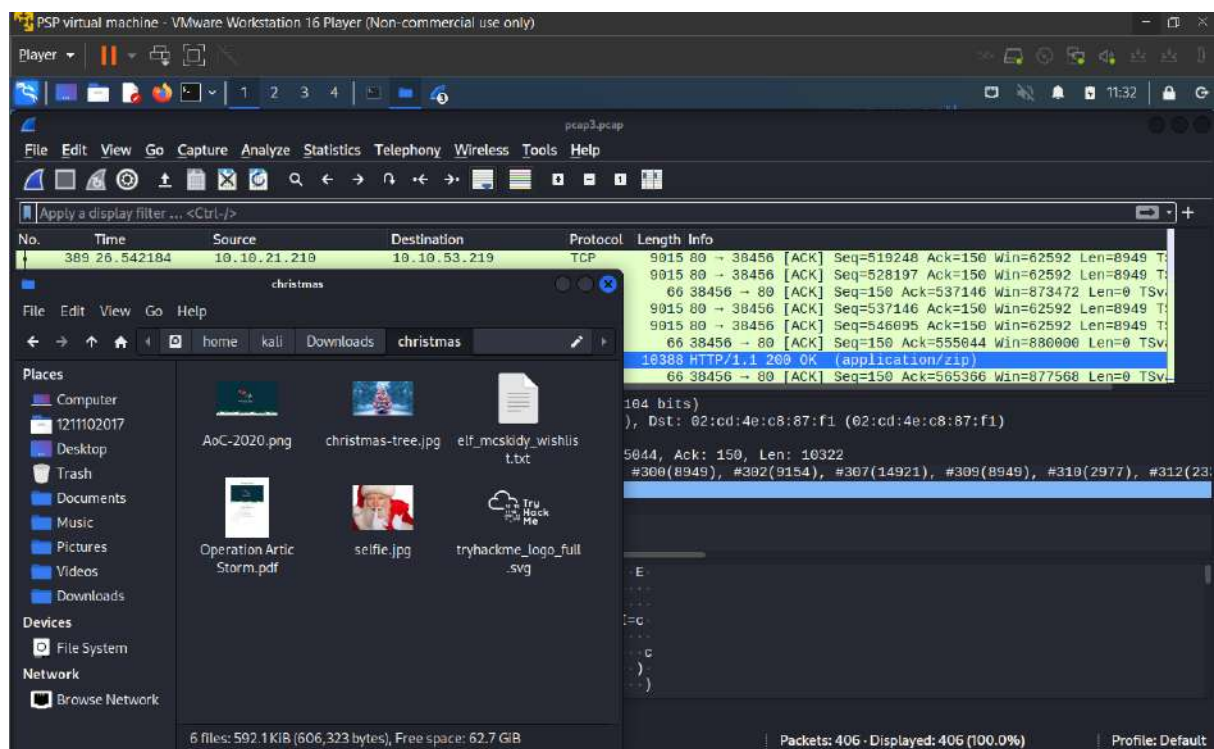 PSP virtual machine - VMware Workstation 16 Player (Non-commercial use only)
Player
1 2 3 4
11:32
pcap3.pcap
File Edit View Go Capture Analyze Statistics Telephony Wireless Tools Help
Apply a display filter ... <Ctrl-/>
No. Time Source Destination Protocol Length Info
389 26.542184 10.10.21.210 10.10.53.219 TCP 9015 80 → 38456 [ACK] Seq=519248 Ack=150 Win=62592 Len=8949
9015 80 → 38456 [ACK] Seq=528197 Ack=150 Win=62592 Len=8949
66 38456 → 80 [ACK] Seq=150 Ack=537146 Win=873472 Len=0 TSv
9015 80 → 38456 [ACK] Seq=537146 Ack=150 Win=62592 Len=8949
9015 80 → 38456 [ACK] Seq=546095 Ack=150 Win=62592 Len=8949
66 38456 → 80 [ACK] Seq=150 Ack=555044 Win=880000 Len=0 TSv
10388 HTTP/1.1 200 OK (application/zip)
66 38456 → 80 [ACK] Seq=150 Ack=565366 Win=877568 Len=0 TSv
christmas
File Edit View Go Help
home kali Downloads christmas
Places
Computer
1211102017
Desktop
Trash
Documents
Music
Pictures
Videos
Downloads
Devices
File System
Network
Browse Network
AoC-2020.png
christmas-tree.jpg
elf_mcskidy_wishlis
t.txt
Operation Artic
Storm.pdf
selfie.jpg
Try
Hack
Me
tryhackme_logo_full
.svg
6 files: 592.1 KiB (606,323 bytes), Free space: 62.7 GiB
104 bits)
), Dst: 02:cd:4e:c8:87:f1 (02:cd:4e:c8:87:f1)
5044, Ack: 150, Len: 10322
#300(8949), #302(9154), #307(14921), #309(8949), #310(2977), #312(23
E
=c
c
)
)
Packets: 406 · Displayed: 406 (100.0%)
Profile: Default